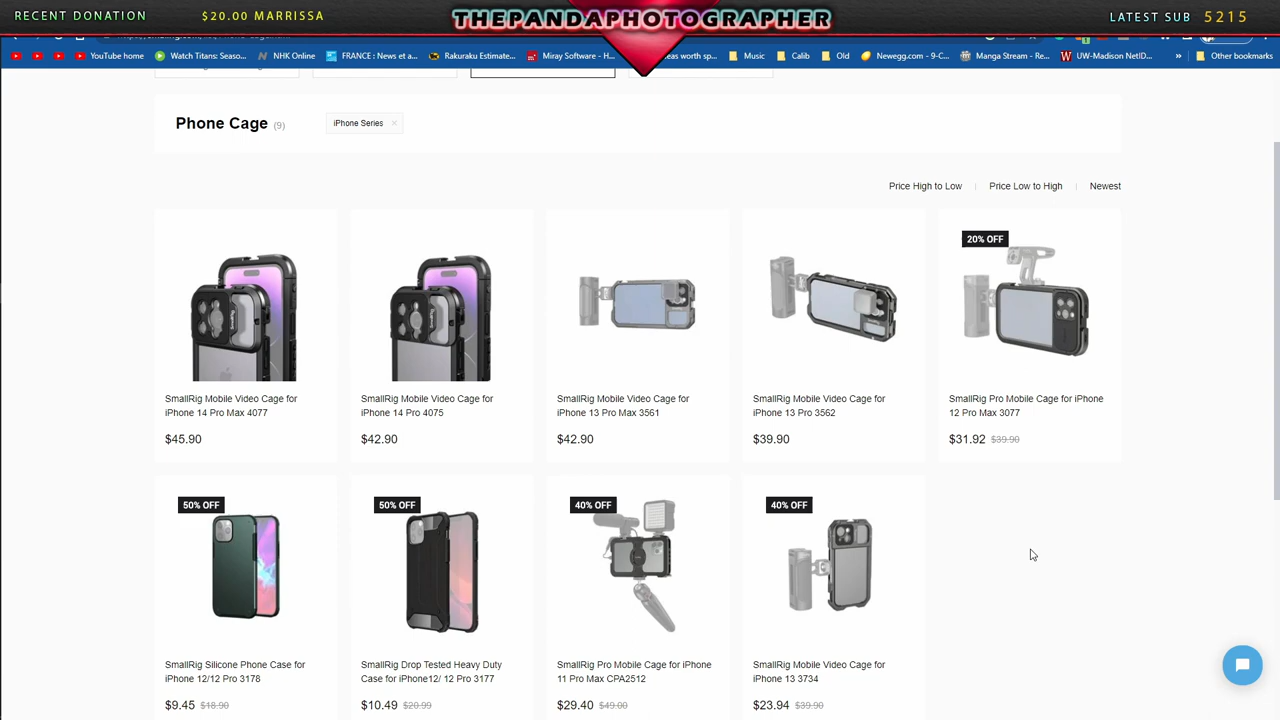 RECENT DONATION
$20.00 MARRISSA
THEPANDAPHOTOGRAPHER
LATEST SUB
5215
YouTube home
Watch Titans: Seaso...
NHK Online
FRANCE : News et a...
Rakuraku Estimate...
Miray Software - H...
eas worth sp...
Music
Calib
Old
Newegg.com - 9-C...
Manga Stream - Re...
UW-Madison NetID...
»
Other bookmarks
Phone Cage (9)
iPhone Series ×
Price High to Low | Price Low to High | Newest
SmallRig Mobile Video Cage for
iPhone 14 Pro Max 4077
$45.90
SmallRig Mobile Video Cage for
iPhone 14 Pro 4075
$42.90
SmallRig Mobile Video Cage for
iPhone 13 Pro Max 3561
$42.90
SmallRig Mobile Video Cage for
iPhone 13 Pro 3562
$39.90
20% OFF
SmallRig Pro Mobile Cage for iPhone
12 Pro Max 3077
$31.92 $39.90
50% OFF
SmallRig Silicone Phone Case for
iPhone 12/12 Pro 3178
$9.45 $18.90
50% OFF
SmallRig Drop Tested Heavy Duty
Case for iPhone12/ 12 Pro 3177
$10.49 $20.99
40% OFF
SmallRig Pro Mobile Cage for iPhone
11 Pro Max CPA2512
$29.40 $49.00
40% OFF
SmallRig Mobile Video Cage for
iPhone 13 3734
$23.94 $39.90